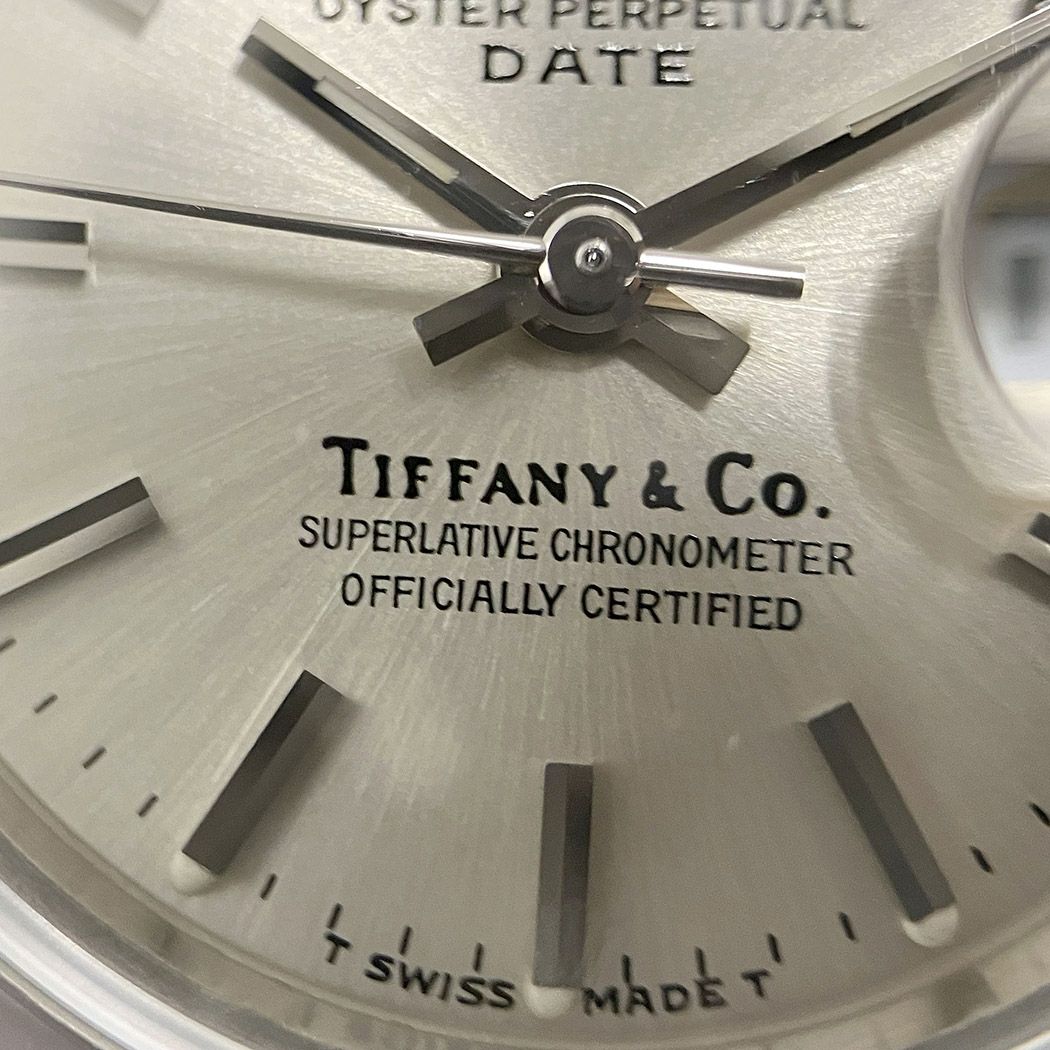 OYSTER PERPETUAL
DATE
TIFFANY & CO.
SUPERLATIVE CHRONOMETER
OFFICIALLY CERTIFIED
T SWISS MADE T